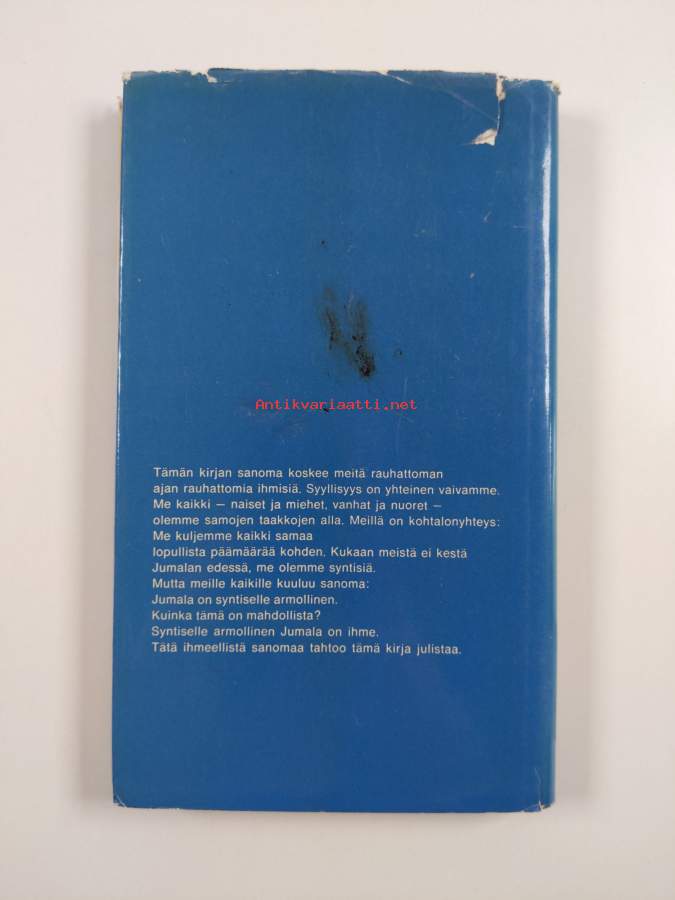 Antikvariaatti.net
Tämän kirjan sanoma koskee meitä rauhattoman
ajan rauhattomia ihmisiä. Syyllisyys on yhteinen vaivamme.
Me kaikki — naiset ja miehet, vanhat ja nuoret —
olemme samojen taakkojen alla. Meillä on kohtalonyhteys:
Me kuljemme kaikki samaa
lopullista päämäärää kohden. Kukaan meistä ei kestä
Jumalan edessä, me olemme syntisiä.
Mutta meille kaikille kuuluu sanoma:
Jumala on syntiselle armollinen.
Kuinka tämä on mahdollista?
Syntiselle armollinen Jumala on ihme.
Tätä ihmeellistä sanomaa tahtoo tämä kirja julistaa.